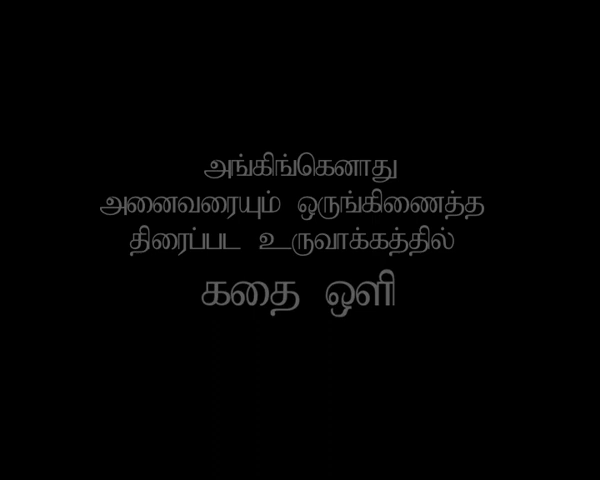 அங்கிங்கெனாது
அனைவரையும் ஒருங்கிணைத்த
திரைப்பட உருவாக்கத்தில்
கதை ஒளி